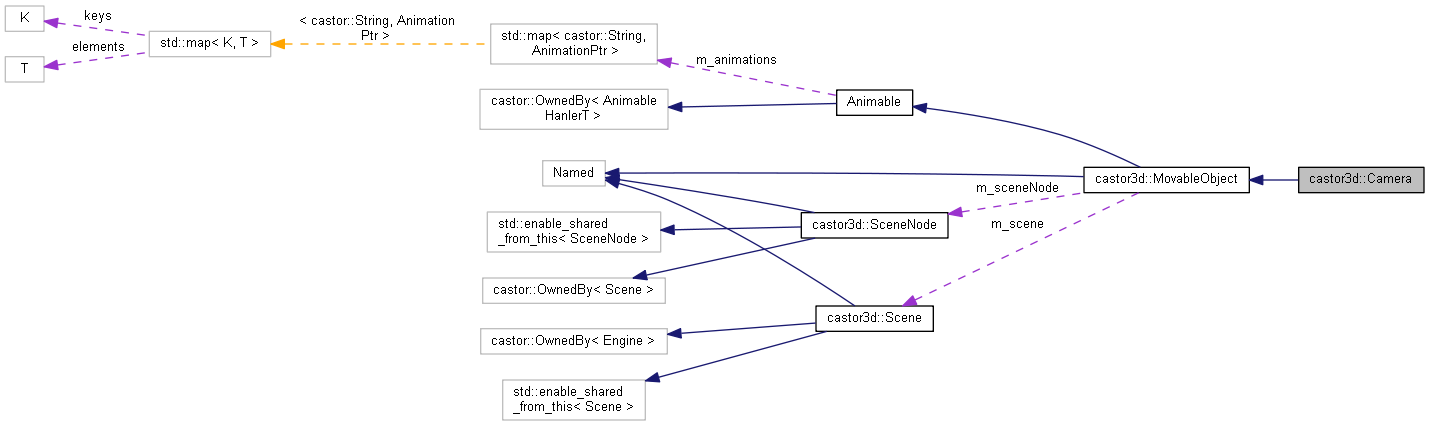 K
keys
elements
T
std::map< K, T >
< castor::String, Animation
Ptr >
std::map< castor::String,
AnimationPtr >
m_animations
castor::OwnedBy< Animable
HanlerT >
Animable
Named
castor3d::MovableObject
castor3d::Camera
m_sceneNode
m_scene
std::enable_shared
_from_this< SceneNode >
castor3d::SceneNode
castor::OwnedBy< Scene >
castor3d::Scene
castor::OwnedBy< Engine >
std::enable_shared
_from_this< Scene >